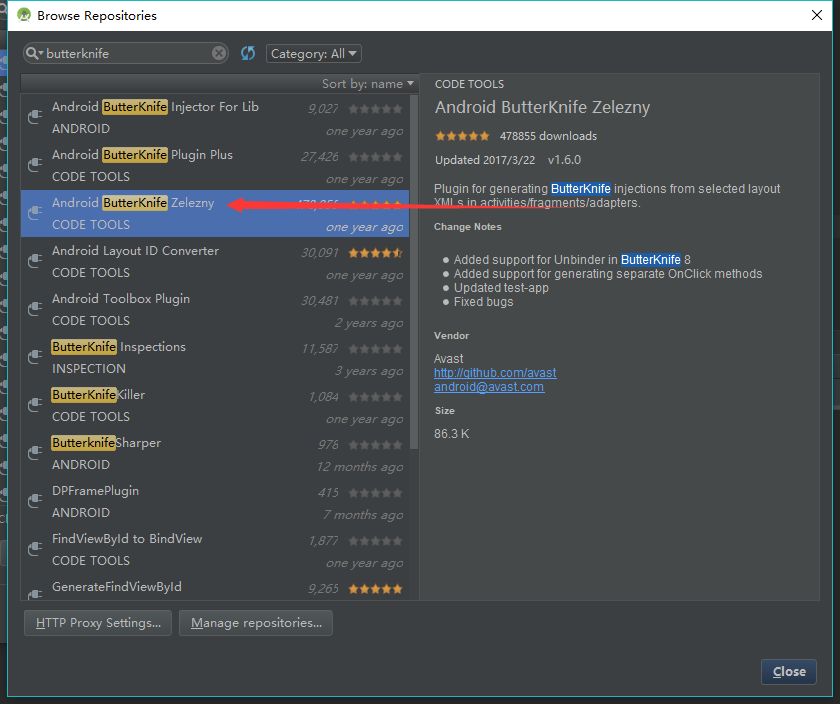 Browse Repositories
butterknife
Category: All
Sort by: name
Android ButterKnife Injector For Lib 9,027
ANDROID one year ago
Android ButterKnife Plugin Plus 27,426
CODE TOOLS one year ago
Android ButterKnife Zelezny
CODE TOOLS one year ago
Android Layout ID Converter 30,091
CODE TOOLS one year ago
Android Toolbox Plugin 30,481
CODE TOOLS 2 years ago
ButterKnife Inspections 11,587
INSPECTION 3 years ago
ButterKnifeKiller 1,084
CODE TOOLS one year ago
ButterknifeSharper 978
ANDROID 12 months ago
DPFramePlugin 415
ANDROID 7 months ago
FindViewById to BindView 1,877
CODE TOOLS one year ago
GenerateFindViewById 9,265
CODE TOOLS
Android ButterKnife Zelezny
478855 downloads
Updated 2017/3/22 v1.6.0
Plugin for generating ButterKnife injections from selected layout
XMLs in activities/fragments/adapters.
Change Notes
Added support for Unbinder in ButterKnife 8
Added support for generating separate OnClick methods
Updated test-app
Fixed bugs
Vendor
Avast
http://github.com/avast
android@avast.com
Size
86.3 K
HTTP Proxy Settings...
Manage repositories...
Close